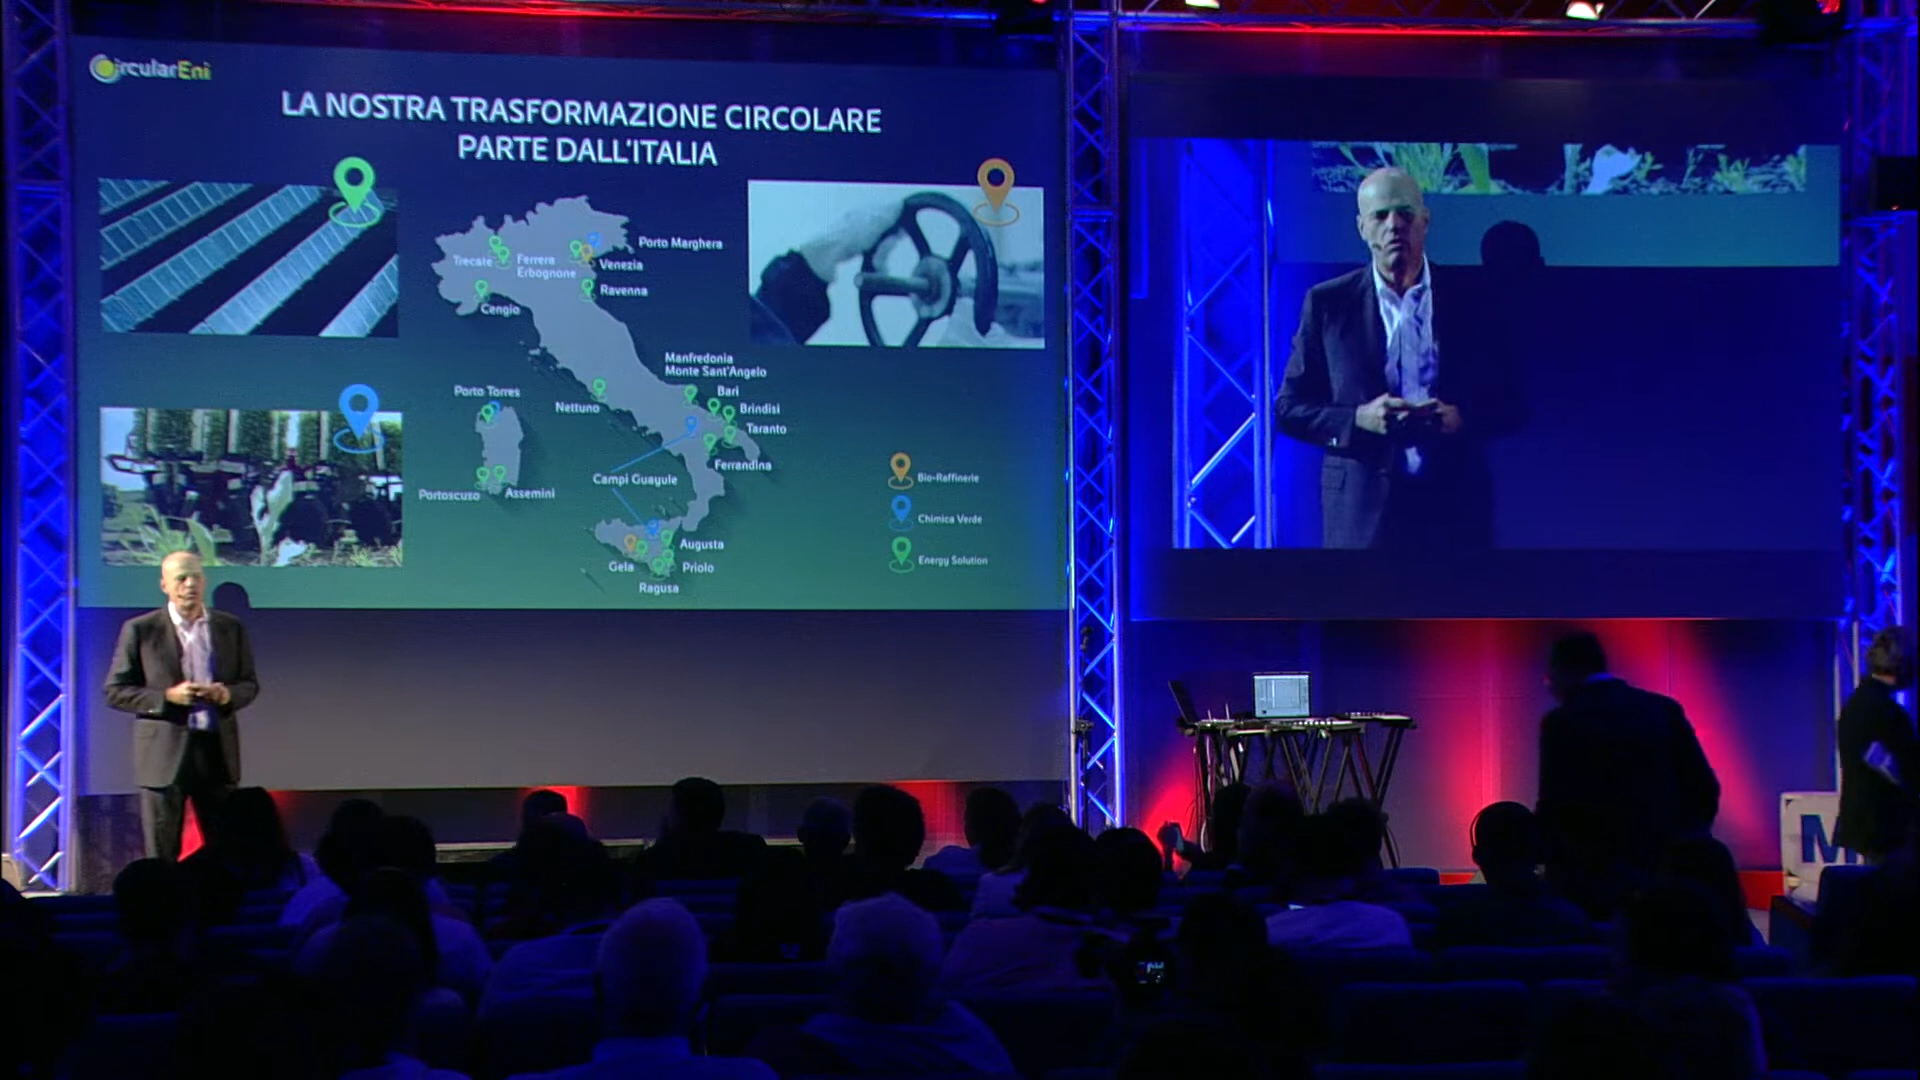 CircularEni
LA NOSTRA TRASFORMAZIONE CIRCOLARE
PARTE DALL'ITALIA
Porto Marghera
Trecate
Ferrera
Erbognone
Venezia
Ravenna
Cengio
Manfredonia
Monte Sant'Angelo
Porto Torres
Bari
Nettuno
Brindisi
Taranto
Ferrandina
Campi Guayule
Portoscuso
Assemini
Bio-Raffinerie
Chimica Verde
Energy Solution
Augusta
Gela
Priolo
Ragusa
M